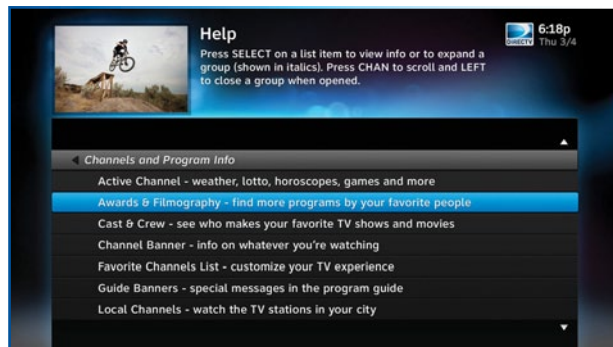 Help
Press SELECT on a list item to view info or to expand a
group (shown in italics). Press CHAN to scroll and LEFT
to close a group when opened.
DIRECTV
6:18p
Thu 3/4
Channels and Program Info
Active Channel - weather, lotto, horoscopes, games and more
Awards & Filmography - find more programs by your favorite people
Cast & Crew - see who makes your favorite TV shows and movies
Channel Banner - info on whatever you're watching
Favorite Channels List - customize your TV experience
Guide Banners - special messages in the program guide
Local Channels - watch the TV stations in your city